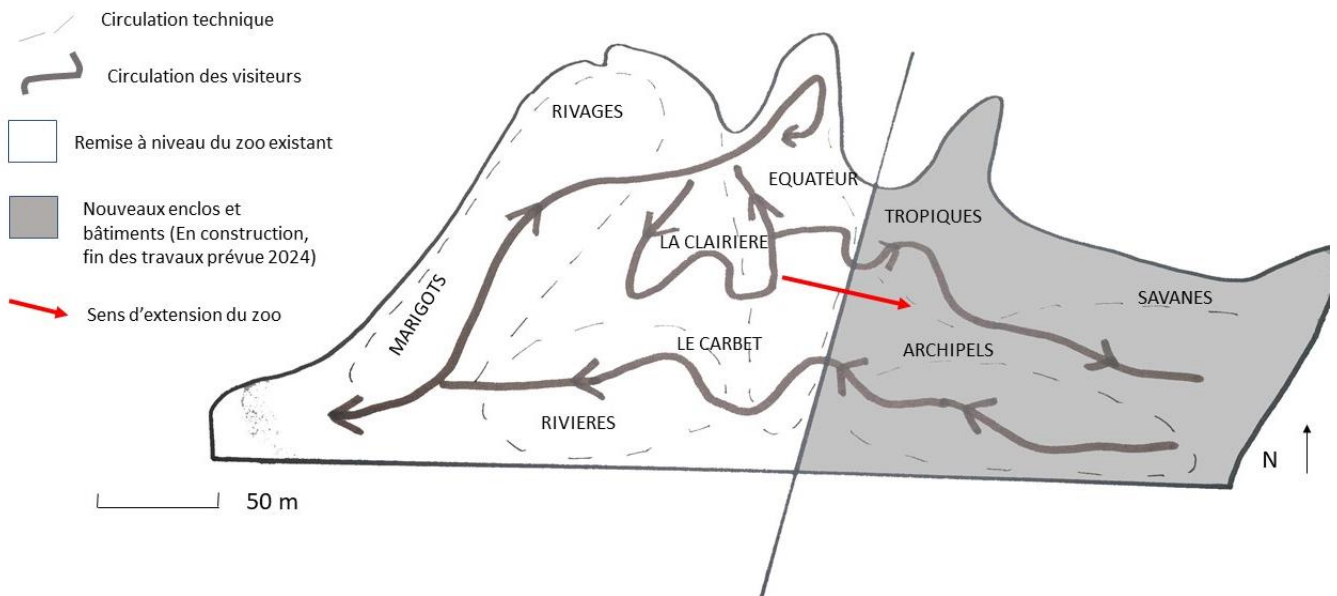 Circulation technique
Circulation des visiteurs
Remise à niveau du zoo existant
Nouveaux enclos et
bâtiments (En construction,
fin des travaux prévue 2024)
Sens d'extension du zoo
RIVAGES
EQUATEUR
TROPIQUES
LA CLAIRIERE
MARIGOTS
SAVANES
LE CARBET
ARCHIPELS
RIVIERES
N
50 m